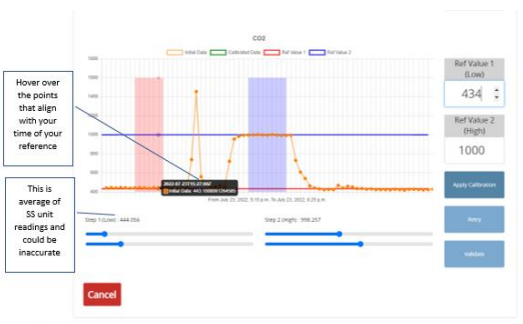 CO2
Initial Data
Calibrated Data
Ref Value 1
Ref Value 2
Ref Value 1
(Low)
434
Ref Value 2
(High)
1000
Apply Calibration
Retry
Validate
Hover over
the points
that align
with your
time of your
reference
This is
average of
SS unit
readings and
could be
inaccurate
1800
1600
1400
1200
1000
800
600
400
From July 23, 2022, 5:15 p.m. To July 23, 2022, 6:25 p.m.
Step 1(Low) : 444.056
Step 2 (High) : 998.257
Cancel